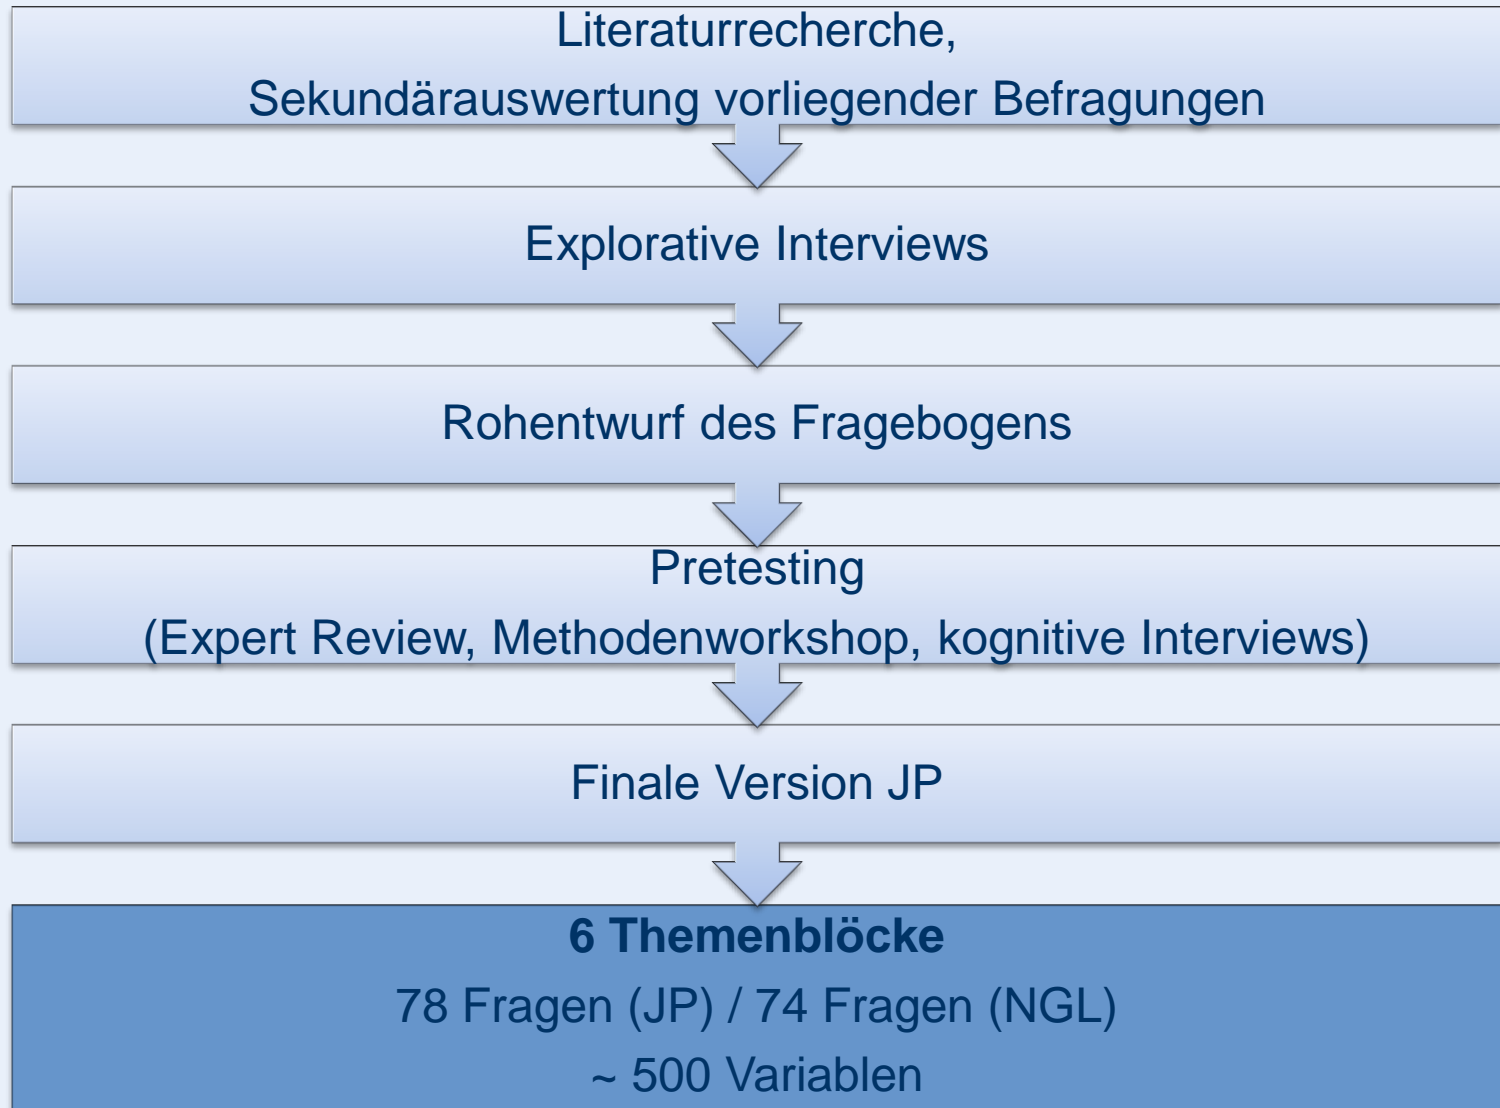 Literaturrecherche,
Sekundärauswertung vorliegender Befragungen
Explorative Interviews
Rohentwurf des Fragebogens
Pretesting
(Expert Review, Methodenworkshop, kognitive Interviews)
Finale Version JP
6 Themenblöcke
78 Fragen (JP) / 74 Fragen (NGL)
~ 500 Variablen